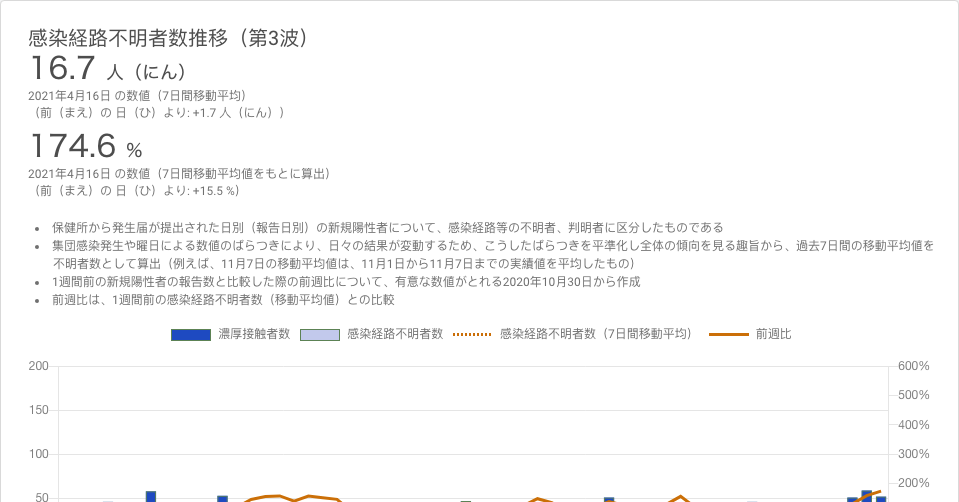 感染経路不明者数推移（第3波）
16.7 人（にん）
2021年4月16日 の数値（7日間移動平均）
（前（まえ）の 日（ひ）より: +1.7 人（にん））
174.6 %
2021年4月16日 の数値（7日間移動平均値をもとに算出）
（前（まえ）の 日（ひ）より: +15.5 %）
• 保健所から発生届が提出された日別（報告日別）の新規陽性者について、感染経路等の不明者、判明者に区分したものである
• 集団感染発生や曜日による数値のばらつきにより、日々の結果が変動するため、こうしたばらつきを平準化し全体の傾向を見る趣旨から、過去7日間の移動平均値を
不明者数として算出（例えば、11月7日の移動平均値は、11月1日から11月7日までの実績値を平均したもの）
• 1週間前の新規陽性者の報告数と比較した際の前週比について、有意な数値がとれる2020年10月30日から作成
• 前週比は、1週間前の感染経路不明者数（移動平均値）との比較
濃厚接触者数 感染経路不明者数 感染経路不明者数（7日間移動平均） 前週比
200 600%
500%
150
400%
100 300%
200%
50